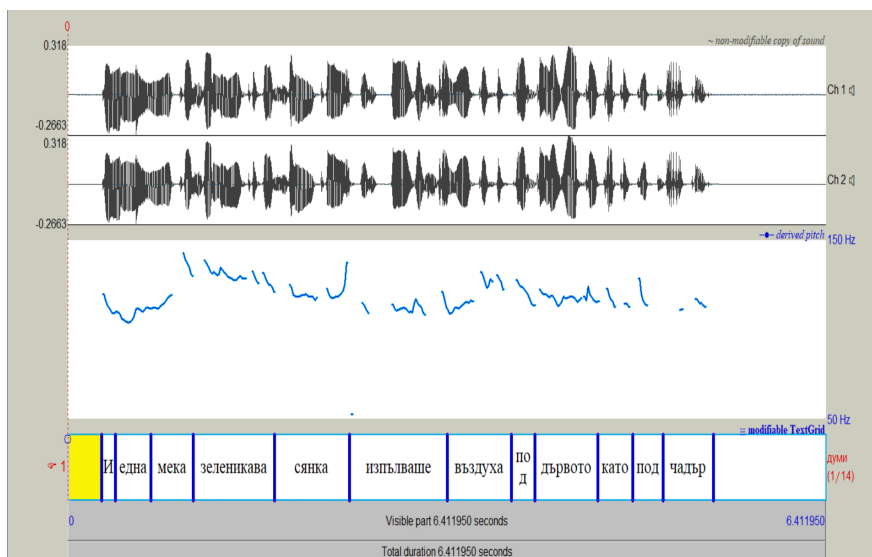 0
0.318
~ non-modifiable copy of sound
-0.2663
Ch 1
0.318
-0.2663
Ch 2
derived pitch
150 Hz
50 Hz
modifiable TextGrid
1
И една мека зеленикава сянка изпълваше въздуха под дървото като под чадър
думи
(1/14)
0
Visible part 6.411950 seconds
6.411950
Total duration 6.411950 seconds